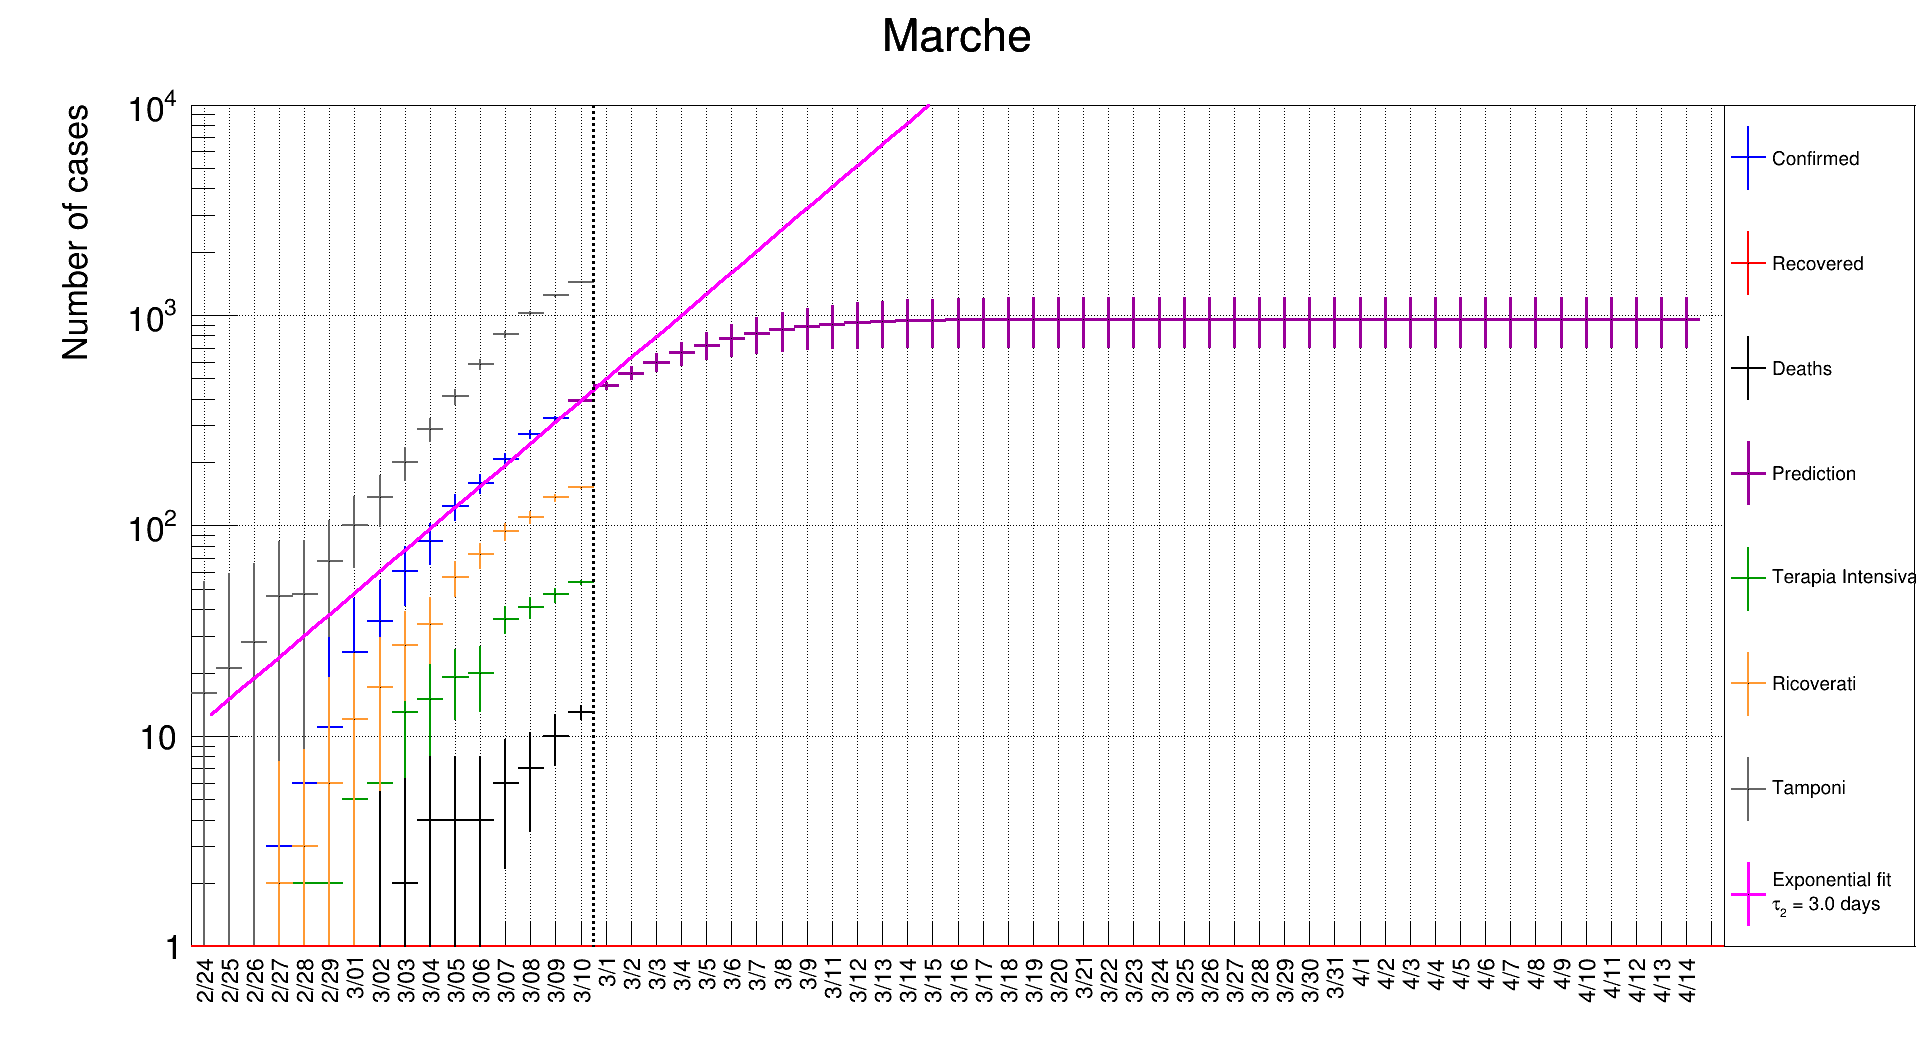 Marche
Number of cases
10^4
10^3
10^2
10
1
2/24 2/25 2/26 2/27 2/28 2/29 3/01 3/02 3/03 3/04 3/05 3/06 3/07 3/08 3/09 3/10 3/1 3/2 3/3 3/4 3/5 3/6 3/7 3/8 3/9 3/11 3/12 3/13 3/14 3/15 3/16 3/17 3/18 3/19 3/20 3/21 3/22 3/23 3/24 3/25 3/26 3/27 3/28 3/29 3/30 3/31 4/1 4/2 4/3 4/4 4/5 4/6 4/7 4/8 4/9 4/10 4/11 4/12 4/13 4/14
Confirmed
Recovered
Deaths
Prediction
Terapia Intensiva
Ricoverati
Tamponi
Exponential fit
τ₂ = 3.0 days